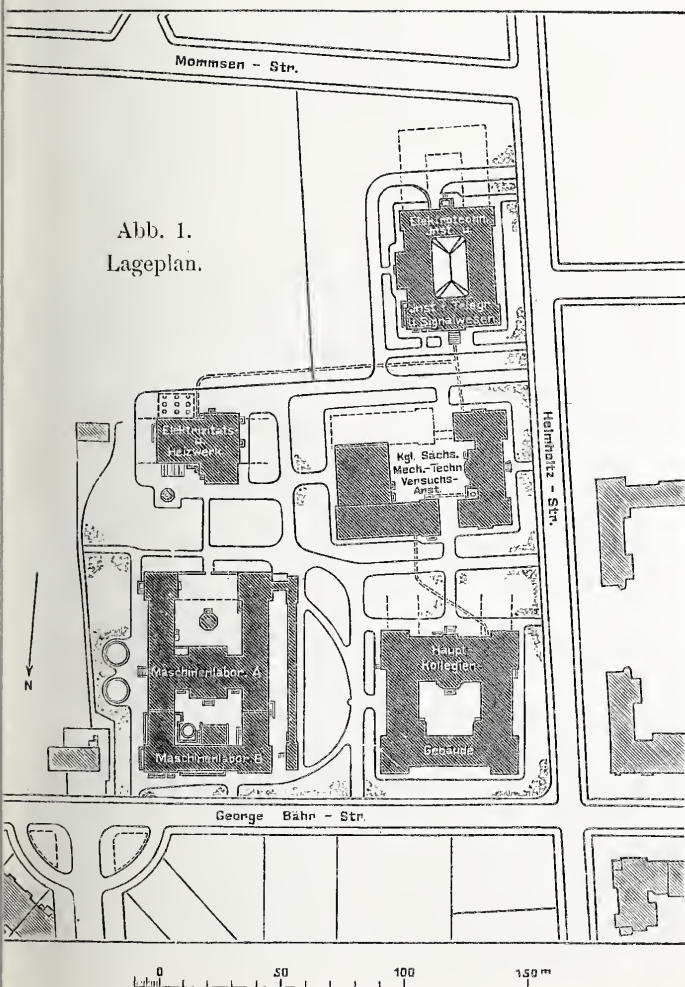 Mommsen - Str.
Abb. 1.
Lageplan.
Elektrotechn.
Inst. u.
Inst. f. Telegr.
u. Signalwesen
Helmholtz - Str.
Elektrizitäts-
u.
Heizwerk
Kgl. Sächs.
Mech.-Techn.
Versuchs-
Anst.
N
Maschinenlabor. A
Haupt
Kollegien
Maschinenlabor. B
Gebäude
George Bähr - Str.
0 50 100 150 m